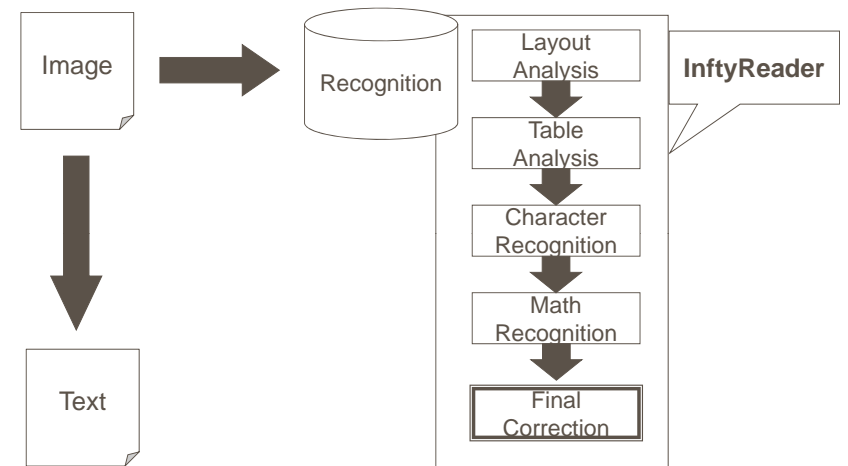 Image
Recognition
Layout
Analysis
Table
Analysis
Character
Recognition
Math
Recognition
Final
Correction
InftyReader
Text